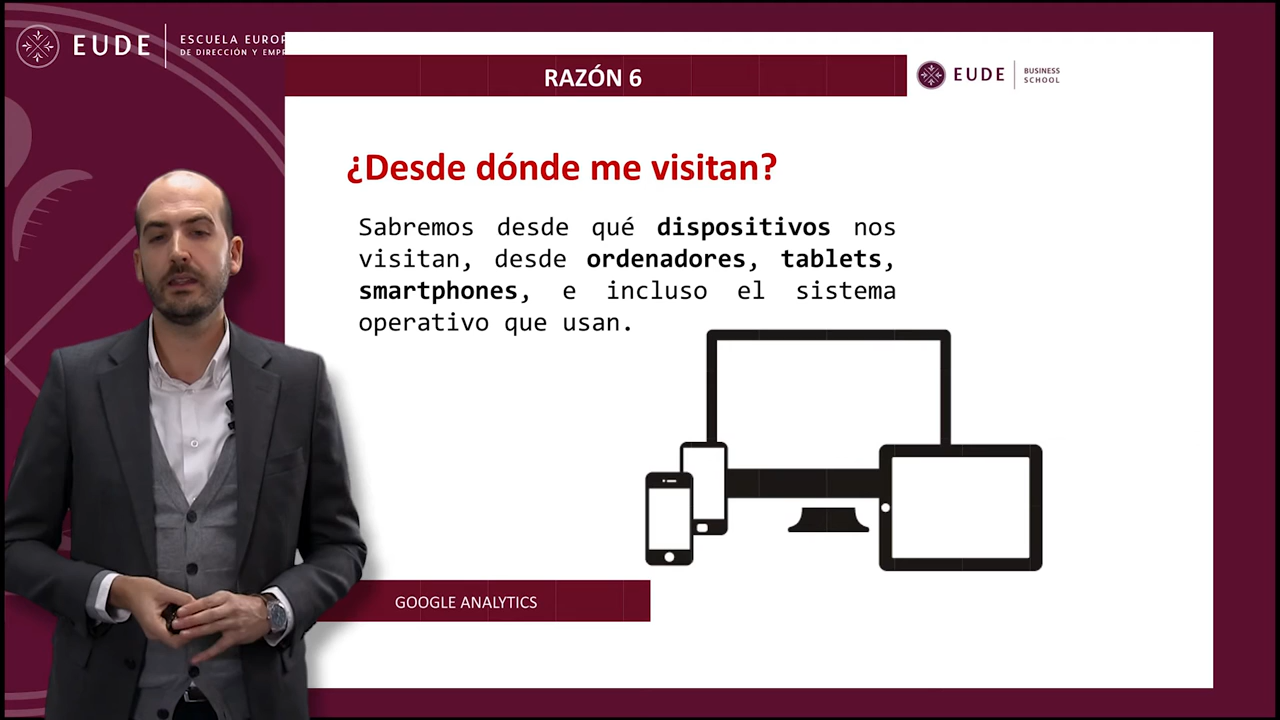 EUDE
ESCUELA EUROP
DE DIRECCIÓN Y EMPR
RAZÓN 6
EUDE
BUSINESS
SCHOOL
¿Desde dónde me visitan?
Sabremos desde qué dispositivos nos
visitan, desde ordenadores, tablets,
smartphones, e incluso el sistema
operativo que usan.
GOOGLE ANALYTICS